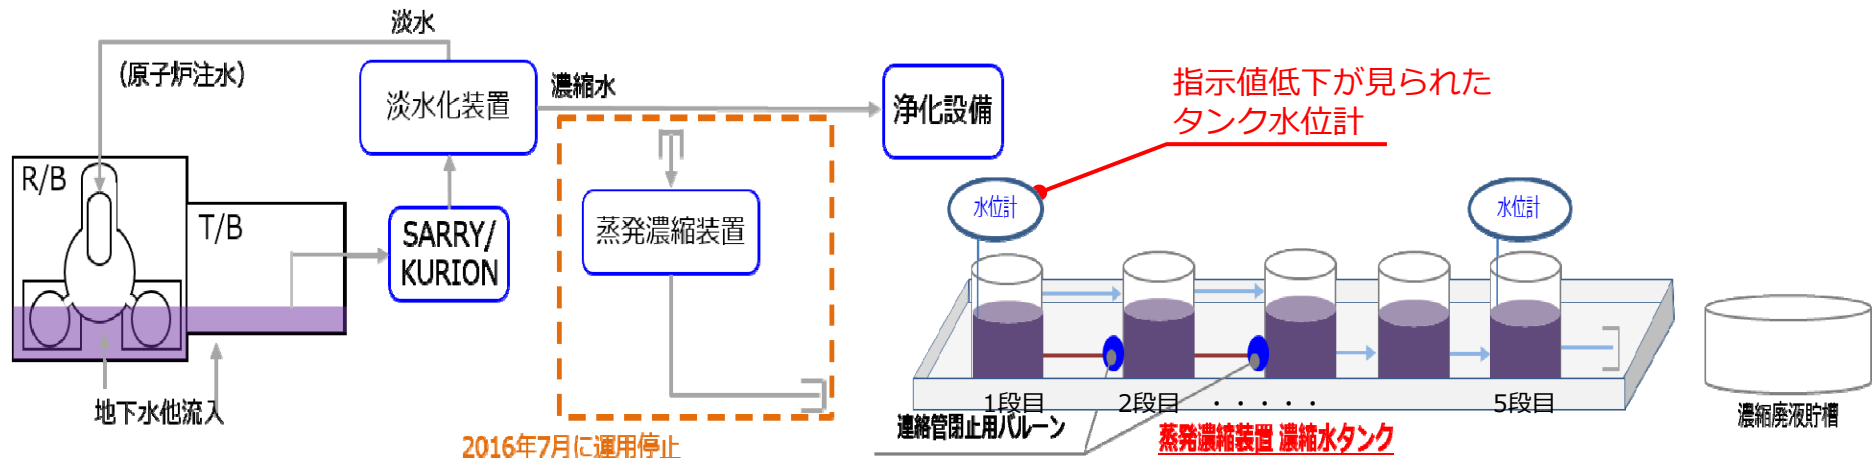 淡水
(原子炉注水)
淡水化装置
濃縮水
浄化設備
指示値低下が見られた
タンク水位計
R/B
T/B
SARRY/
KURION
蒸発濃縮装置
水位計
水位計
地下水他流入
2016年7月に運用停止
1段目
2段目
・・・・・
5段目
連絡管閉止用バルーン
蒸発濃縮装置 濃縮水タンク
濃縮廃液貯槽